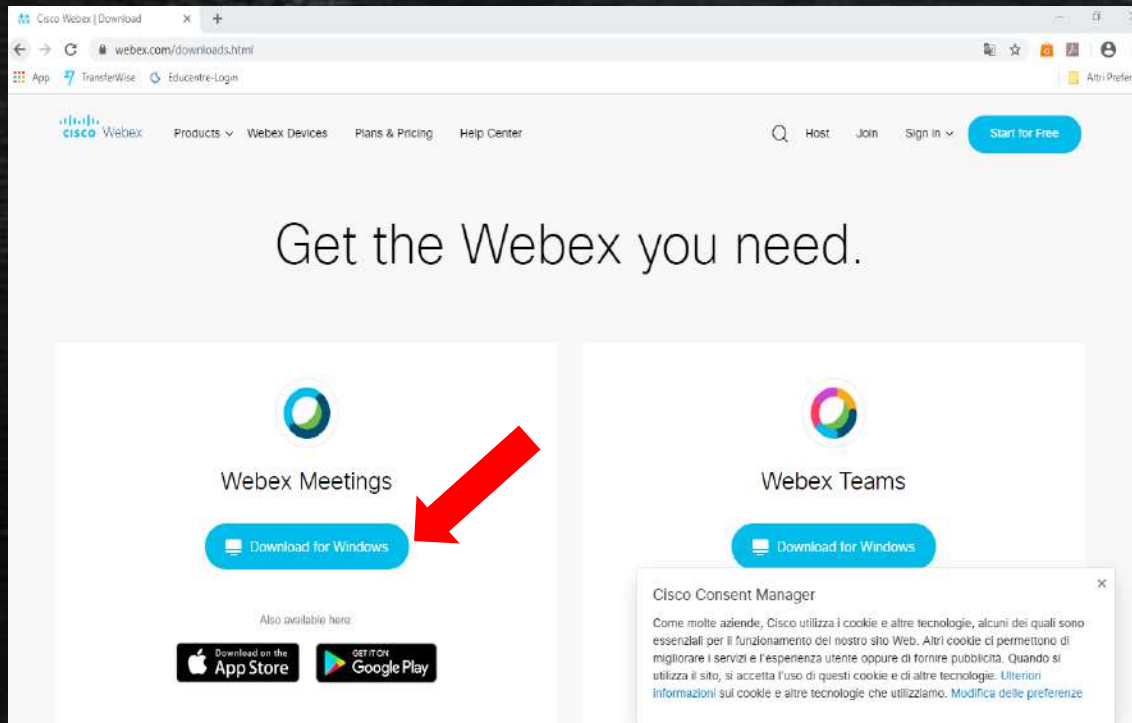 Cisco Webex | Download
webex.com/downloads.html
App TransferWise Educentre-Login Altri Prefer
CISCO Webex Products Webex Devices Plans & Pricing Help Center Host Join Sign In Start for Free
Get the Webex you need.
Webex Meetings
Download for Windows
Also available here:
Download on the App Store
GET IT ON Google Play
Webex Teams
Download for Windows
Cisco Consent Manager
Come molte aziende, Cisco utilizza i cookie e altre tecnologie, alcuni dei quali sono
essenziali per il funzionamento del nostro sito Web. Altri cookie ci permettono di
migliorare i servizi e l'esperienza utente oppure di fornire pubblicità. Quando si
utilizza il sito, si accetta l'uso di questi cookie e di altre tecnologie. Ulteriori
informazioni sui cookie e altre tecnologie che utilizziamo. Modifica delle preferenze